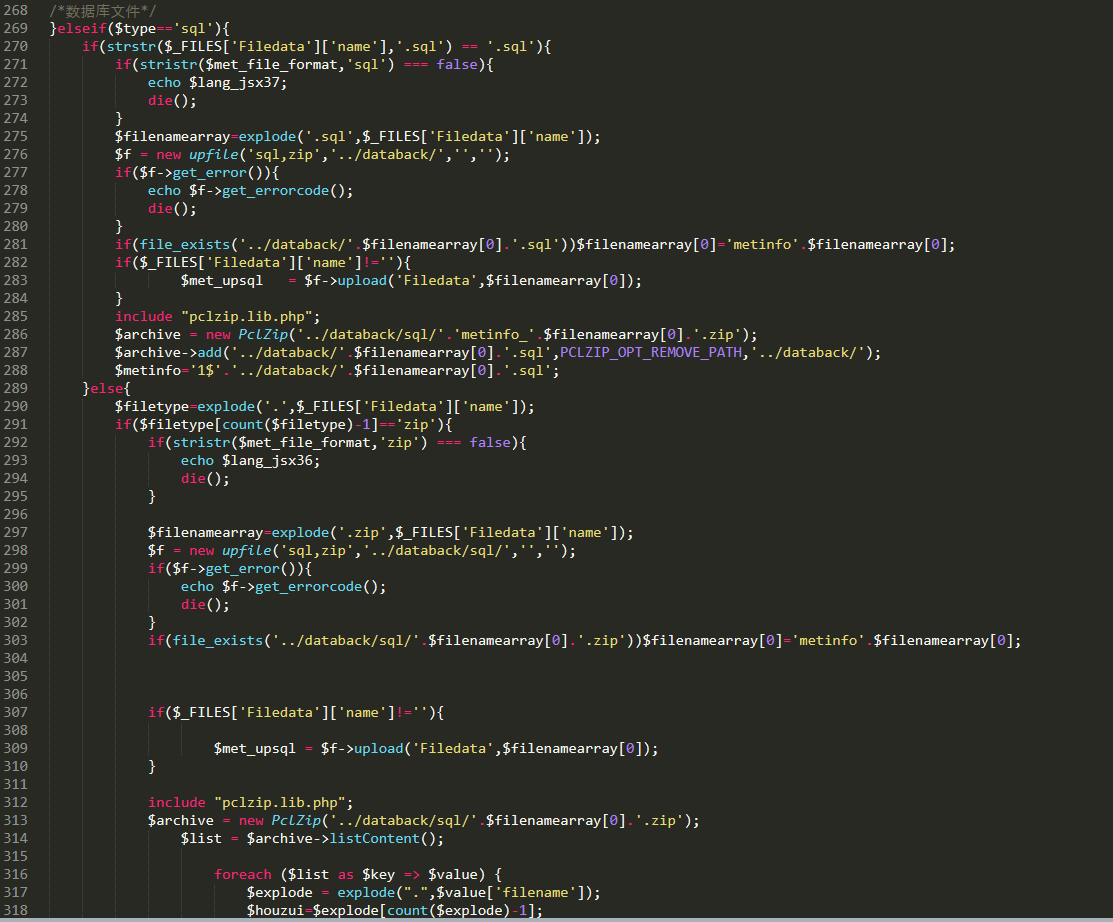 268 /*数据库文件*/
269 }elseif($type=='sql'){
270 if(strstr($_FILES['Filedata']['name'],'.sql') == '.sql'){
271 if(stristr($met_file_format,'sql') === false){
272 echo $lang_jsx37;
273 die();
274 }
275 $filenamearray=explode('.sql',$_FILES['Filedata']['name']);
276 $f = new upfile('sql,zip','../databack/','','');
277 if($f->get_error()){
278 echo $f->get_errorcode();
279 die();
280 }
281 if(file_exists('../databack/'.$filenamearray[0].'.sql'))$filenamearray[0]='metinfo'.$filenamearray[0];
282 if($_FILES['Filedata']['name']!=''){
283 $met_upsql = $f->upload('Filedata',$filenamearray[0]);
284 }
285 include "pclzip.lib.php";
286 $archive = new PclZip('../databack/sql/'.'metinfo_'.$filenamearray[0].'.zip');
287 $archive->add('../databack/'.$filenamearray[0].'.sql',PCLZIP_OPT_REMOVE_PATH,'../databack/');
288 $metinfo='1$'.'../databack/'.$filenamearray[0].'.sql';
289 }else{
290 $filetype=explode('.',$_FILES['Filedata']['name']);
291 if($filetype[count($filetype)-1]=='zip'){
292 if(stristr($met_file_format,'zip') === false){
293 echo $lang_jsx36;
294 die();
295 }
296
297 $filenamearray=explode('.zip',$_FILES['Filedata']['name']);
298 $f = new upfile('sql,zip','../databack/sql/','','');
299 if($f->get_error()){
300 echo $f->get_errorcode();
301 die();
302 }
303 if(file_exists('../databack/sql/'.$filenamearray[0].'.zip'))$filenamearray[0]='metinfo'.$filenamearray[0];
304
305
306
307 if($_FILES['Filedata']['name']!=''){
308
309 $met_upsql = $f->upload('Filedata',$filenamearray[0]);
310 }
311
312 include "pclzip.lib.php";
313 $archive = new PclZip('../databack/sql/'.$filenamearray[0].'.zip');
314 $list = $archive->listContent();
315
316 foreach ($list as $key => $value) {
317 $explode = explode(".",$value['filename']);
318 $houzui=$explode[count($explode)-1];